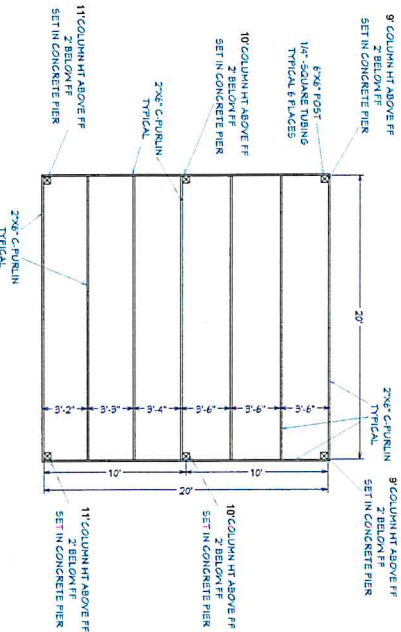 9' COLUMN HT ABOVE FF
2' BELOW FF
SET IN CONCRETE PIER
6"X6" POST
1/4"-SQUARE TUBING
TYPICAL 6 PLACES
10' COLUMN HT ABOVE FF
2' BELOW FF
SET IN CONCRETE PIER
2"X6" C-PURLIN
TYPICAL
11' COLUMN HT ABOVE FF
2' BELOW FF
SET IN CONCRETE PIER
20'
3'-2"
3'-3"
3'-4"
3'-6"
3'-6"
3'-6"
10'
10'
20'
2"X6" C-PURLIN
TYPICAL
2"X6" C-PURLIN
TYPICAL
9' COLUMN HT ABOVE FF
2' BELOW FF
SET IN CONCRETE PIER
10' COLUMN HT ABOVE FF
2' BELOW FF
SET IN CONCRETE PIER
11' COLUMN HT ABOVE FF
2' BELOW FF
SET IN CONCRETE PIER